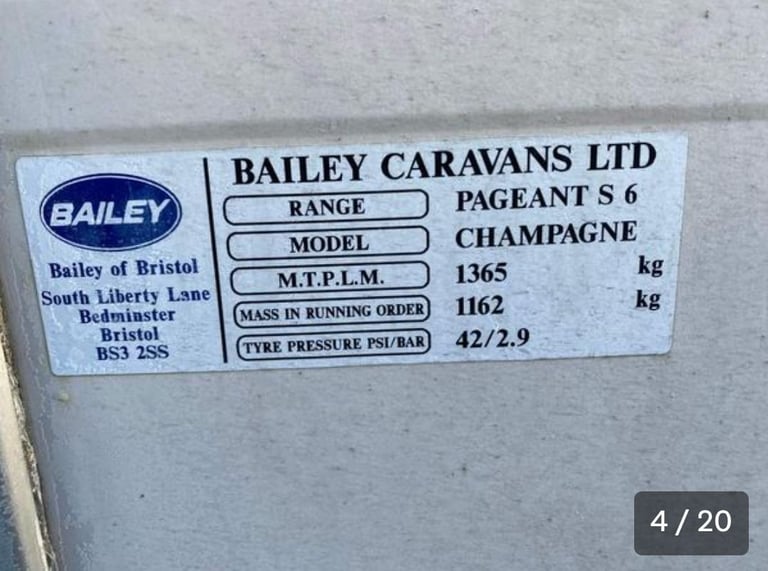 BAILEY CARAVANS LTD
BAILEY
Bailey of Bristol
South Liberty Lane
Bedminster
Bristol
BS3 2SS
RANGE PAGEANT S 6
MODEL CHAMPAGNE
M.T.P.L.M. 1365 kg
MASS IN RUNNING ORDER 1162 kg
TYRE PRESSURE PSI/BAR 42/2.9
4 / 20